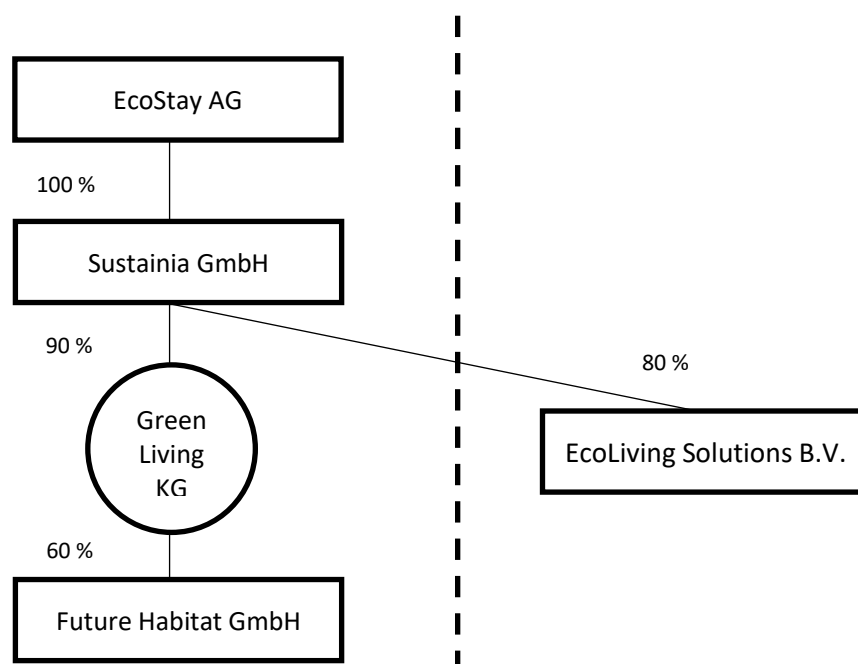 EcoStay AG
100 %
Sustainia GmbH
90 %
80 %
Green
Living
KG
EcoLiving Solutions B.V.
60 %
Future Habitat GmbH